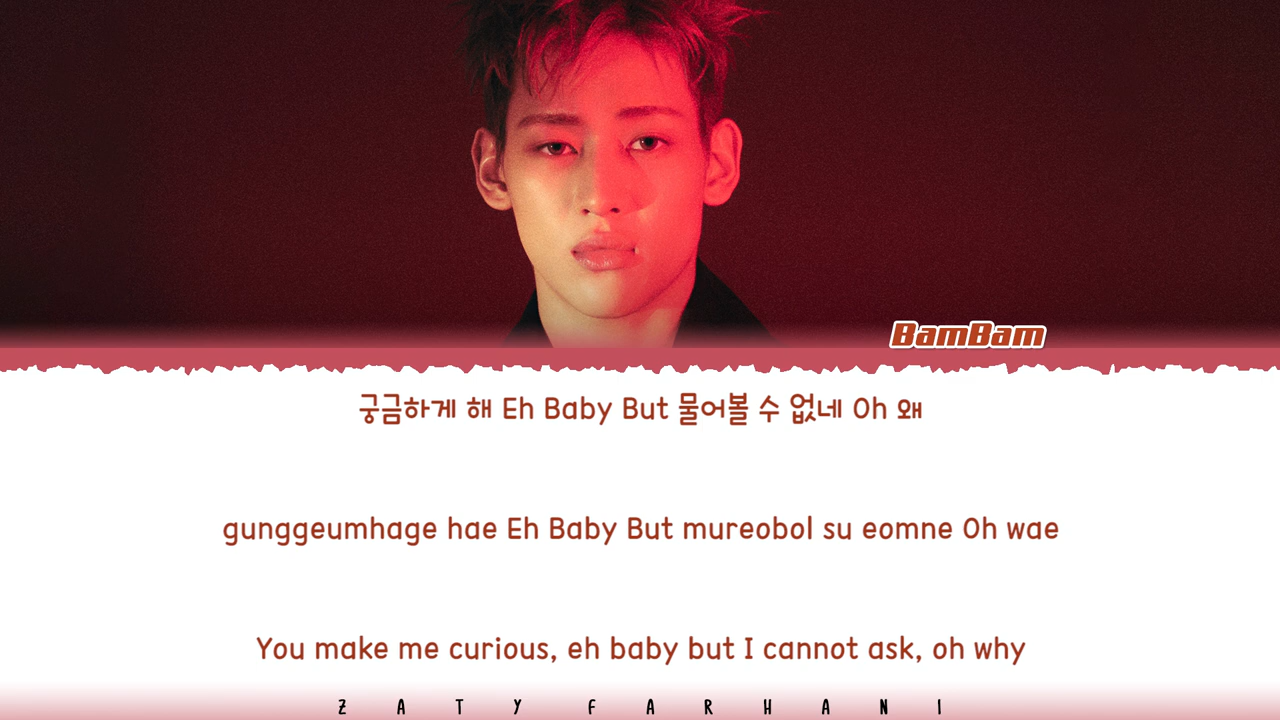 BamBam
궁금하게 해 Eh Baby But 물어볼 수 없네 Oh 왜
gunggeumhage hae Eh Baby But mureobol su eomne Oh wae
You make me curious, eh baby but I cannot ask, oh why
ZATY FARHANI